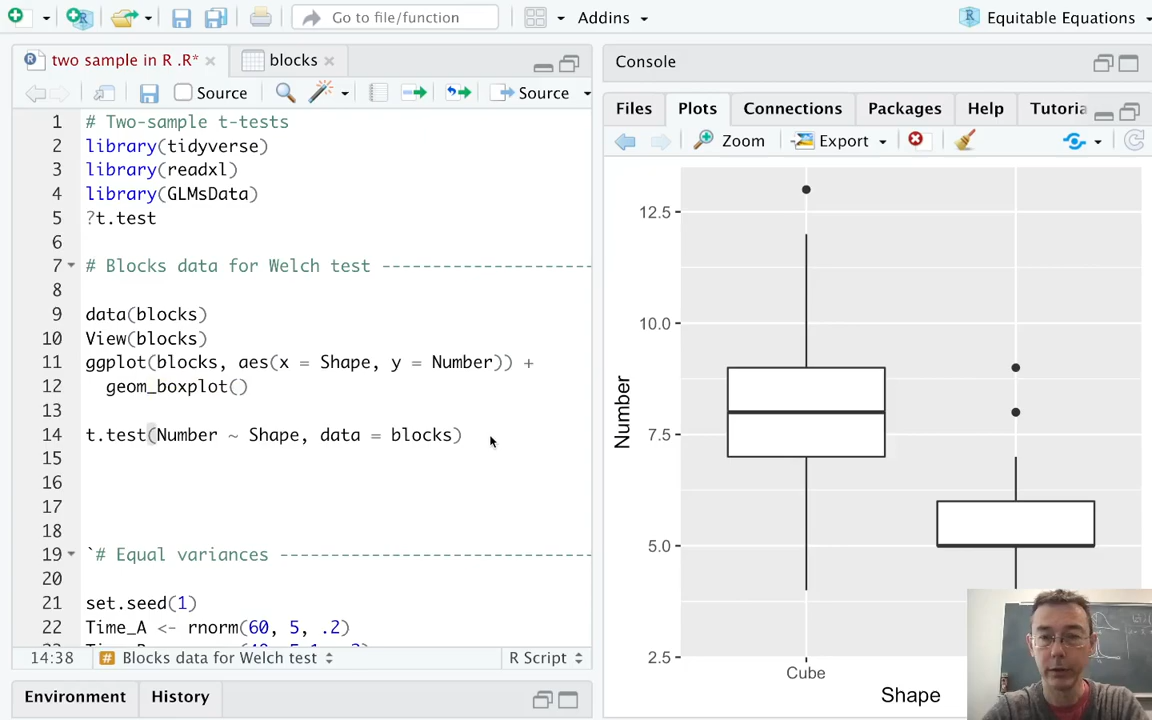 Go to file/function
Addins
Equitable Equations
two sample in R .R*
blocks
Source
Source
1 # Two-sample t-tests
2 library(tidyverse)
3 library(readxl)
4 library(GLMsData)
5 ?t.test
6
7 # Blocks data for Welch test ---------------------
8
9 data(blocks)
10 View(blocks)
11 ggplot(blocks, aes(x = Shape, y = Number)) +
12 geom_boxplot()
13
14 t.test(Number ~ Shape, data = blocks)
15
16
17
18
19 `# Equal variances -------------------------------
20
21 set.seed(1)
22 Time_A <- rnorm(60, 5, .2)
14:38
Blocks data for Welch test
R Script
Environment
History
Console
Files
Plots
Connections
Packages
Help
Tutoria
Zoom
Export
12.5
10.0
7.5
5.0
2.5
Number
Cube
Shape